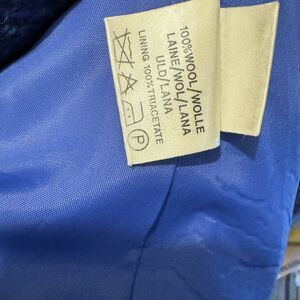 100%WOOL/WOLLE
LAINE/WOL/LANA
ULD/LANA
LINING 100%TRIACETATE
A
P